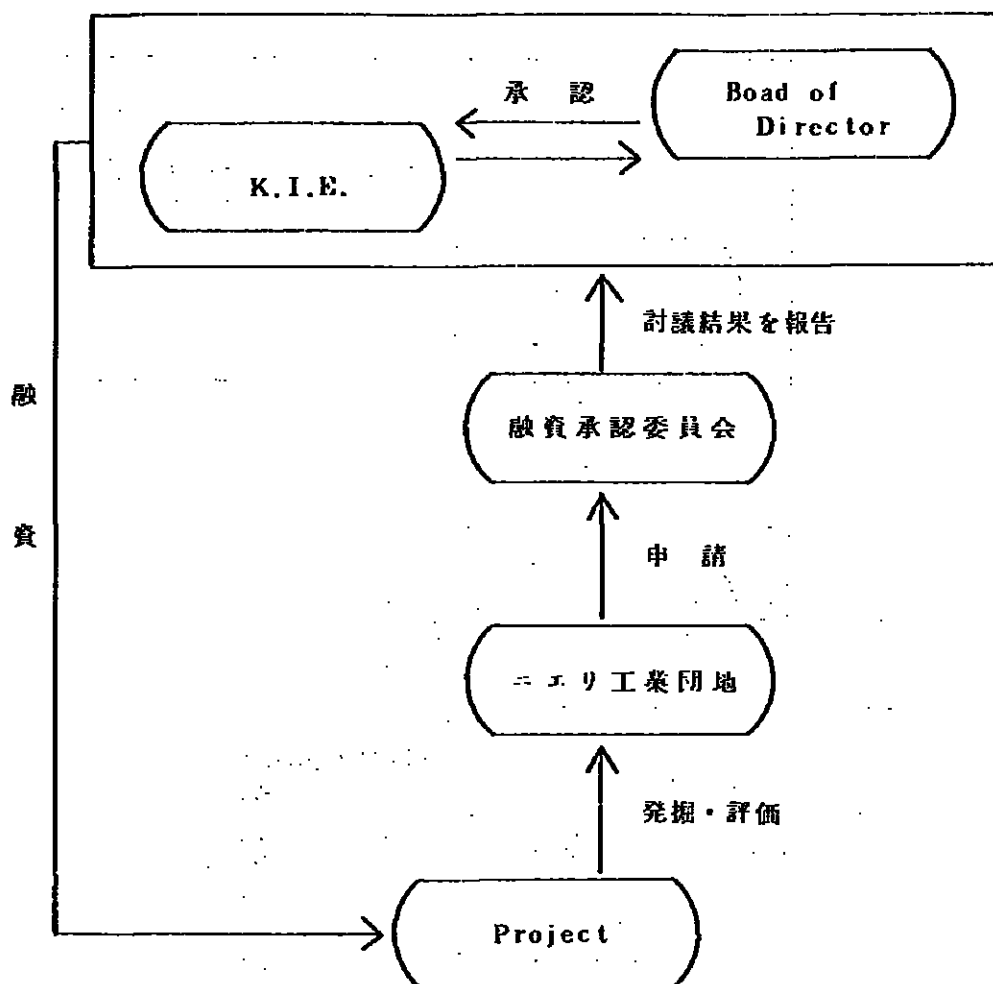 承認
Boad of
Director
K.I.E.
討議結果を報告
融資
融資承認委員会
申請
ニエリ工業団地
発掘・評価
Project